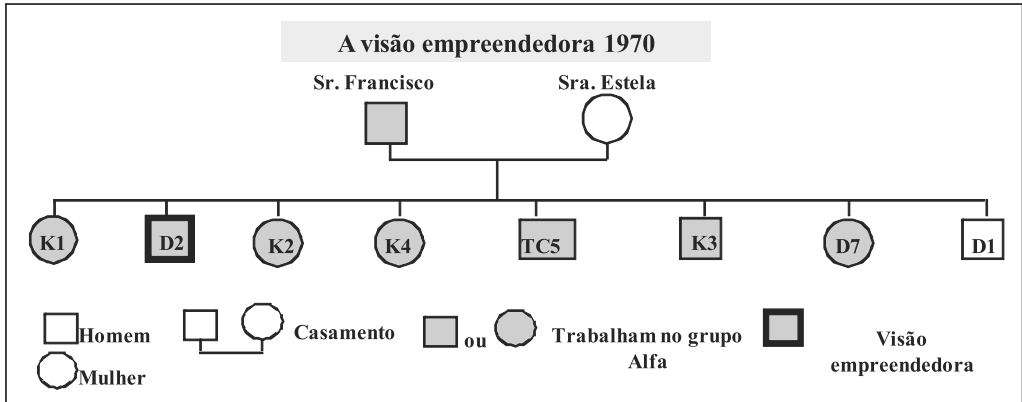 A visão empreendedora 1970
Sr. Francisco
Sra. Estela
K1
D2
K2
K4
TC5
K3
D7
D1
Homem
Mulher
Casamento
ou
Trabalham no grupo
Alfa
Visão
empreendedora